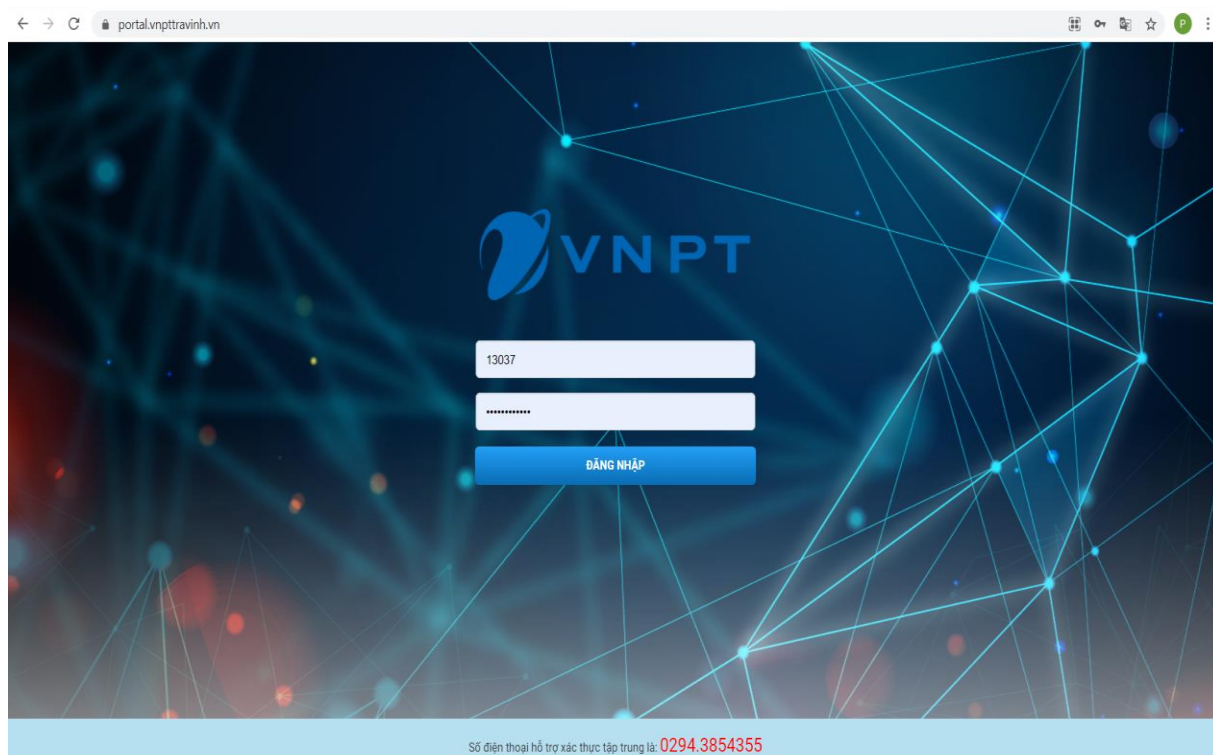 portal.vnpttravinh.vn
P
VNPT
13037
••••••••••••
ĐĂNG NHẬP
Số điện thoại hỗ trợ xác thực tập trung là: 0294.3854355